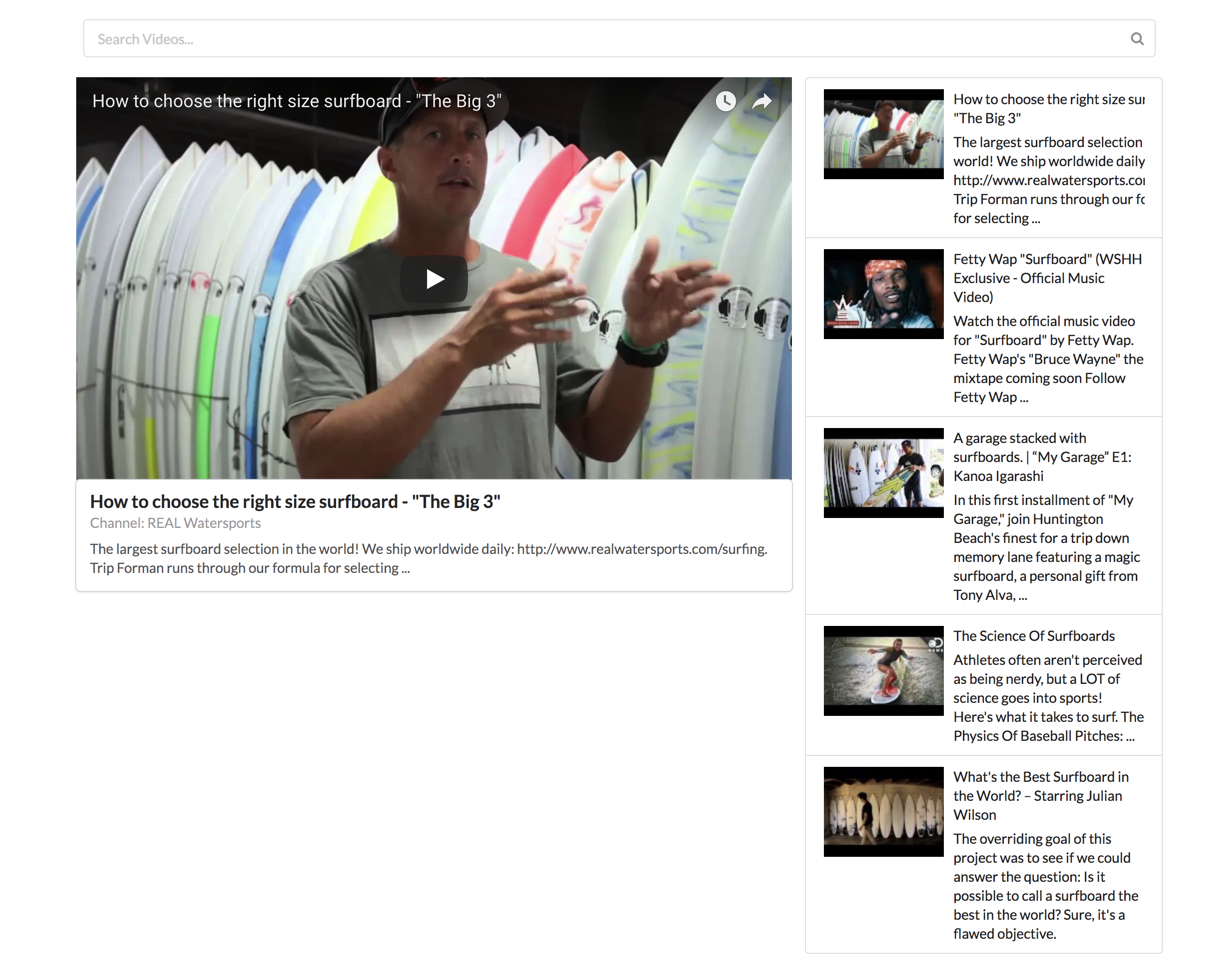 Search Videos...
How to choose the right size surfboard - "The Big 3"
How to choose the right size surfboard - "The Big 3"
Channel: REAL Watersports
The largest surfboard selection in the world! We ship worldwide daily: http://www.realwatersports.com/surfing.
Trip Forman runs through our formula for selecting ...
How to choose the right size sur
"The Big 3"
The largest surfboard selection
world! We ship worldwide daily
http://www.realwatersports.co
Trip Forman runs through our fo
for selecting ...
Fetty Wap "Surfboard" (WSHH
Exclusive - Official Music
Video)
Watch the official music video
for "Surfboard" by Fetty Wap.
Fetty Wap's "Bruce Wayne" the
mixtape coming soon Follow
Fetty Wap ...
A garage stacked with
surfboards. | “My Garage” E1:
Kanoa Igarashi
In this first installment of "My
Garage," join Huntington
Beach's finest for a trip down
memory lane featuring a magic
surfboard, a personal gift from
Tony Alva, ...
The Science Of Surfboards
Athletes often aren't perceived
as being nerdy, but a LOT of
science goes into sports!
Here's what it takes to surf. The
Physics Of Baseball Pitches: ...
What's the Best Surfboard in
the World? – Starring Julian
Wilson
The overriding goal of this
project was to see if we could
answer the question: Is it
possible to call a surfboard the
best in the world? Sure, it's a
flawed objective.